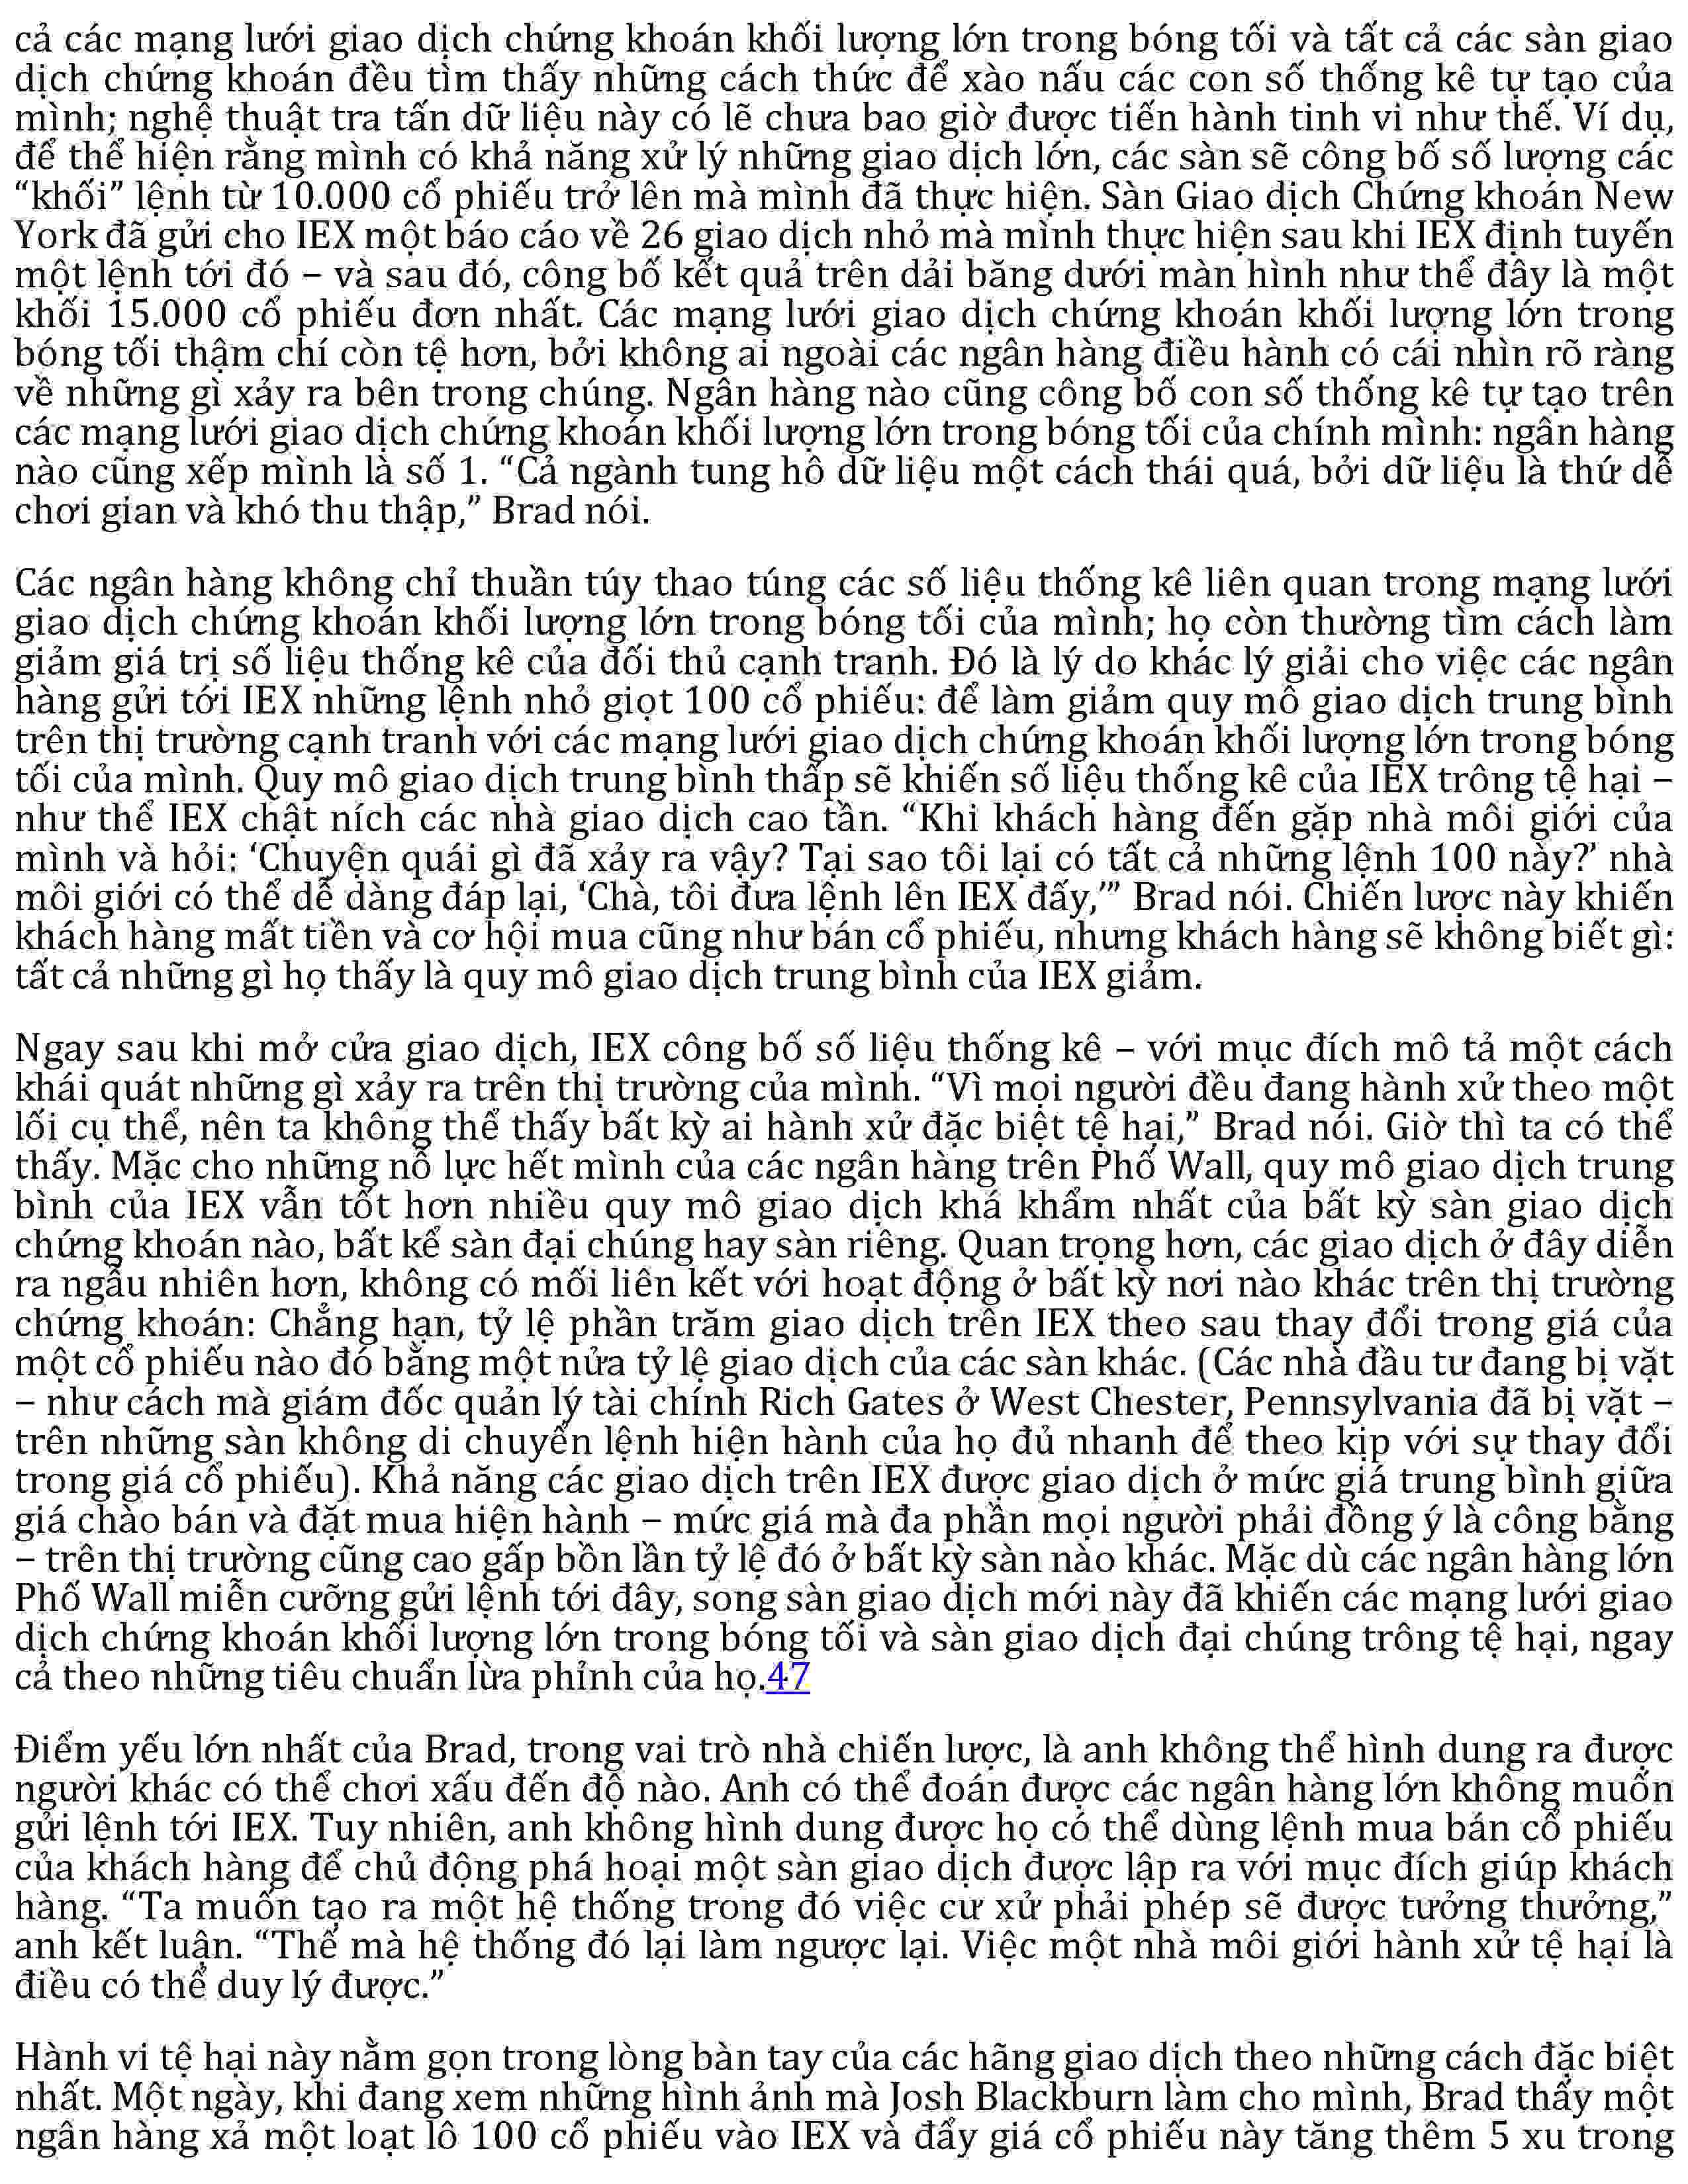 cả các mạng lưới giao dịch chứng khoán khối lượng lớn trong bóng tối và tất cả các sàn giao
dịch chứng khoán đều tìm thấy những cách thức để xào nấu các con số thống kê tự tạo của
mình; nghệ thuật tra tấn dữ liệu này có lẽ chưa bao giờ được tiến hành tinh vi như thế. Ví dụ,
để thể hiện rằng mình có khả năng xử lý những giao dịch lớn, các sàn sẽ công bố số lượng các
“khối” lệnh từ 10.000 cổ phiếu trở lên mà mình đã thực hiện. Sàn Giao dịch Chứng khoán New
York đã gửi cho IEX một báo cáo về 26 giao dịch nhỏ mà mình thực hiện sau khi IEX định tuyến
một lệnh tới đó – và sau đó, công bố kết quả trên dải băng dưới màn hình như thể đây là một
khối 15.000 cổ phiếu đơn nhất. Các mạng lưới giao dịch chứng khoán khối lượng lớn trong
bóng tối thậm chí còn tệ hơn, bởi không ai ngoài các ngân hàng điều hành có cái nhìn rõ ràng
về những gì xảy ra bên trong chúng. Ngân hàng nào cũng công bố con số thống kê tự tạo trên
các mạng lưới giao dịch chứng khoán khối lượng lớn trong bóng tối của chính mình: ngân hàng
nào cũng xếp mình là số 1. “Cả ngành tung hô dữ liệu một cách thái quá, bởi dữ liệu là thứ dễ
chơi gian và khó thu thập,” Brad nói.
Các ngân hàng không chỉ thuần túy thao túng các số liệu thống kê liên quan trong mạng lưới
giao dịch chứng khoán khối lượng lớn trong bóng tối của mình; họ còn thường tìm cách làm
giảm giá trị số liệu thống kê của đối thủ cạnh tranh. Đó là lý do khác lý giải cho việc các ngân
hàng gửi tới IEX những lệnh nhỏ giọt 100 cổ phiếu: để làm giảm quy mô giao dịch trung bình
trên thị trường cạnh tranh với các mạng lưới giao dịch chứng khoán khối lượng lớn trong bóng
tối của mình. Quy mô giao dịch trung bình thấp sẽ khiến số liệu thống kê của IEX trông tệ hại –
như thể IEX chật ních các nhà giao dịch cao tần. “Khi khách hàng đến gặp nhà môi giới của
mình và hỏi: ‘Chuyện quái gì đã xảy ra vậy? Tại sao tôi lại có tất cả những lệnh 100 này?’ nhà
môi giới có thể dễ dàng đáp lại, ‘Chà, tôi đưa lệnh lên IEX đấy,’” Brad nói. Chiến lược này khiến
khách hàng mất tiền và cơ hội mua cũng như bán cổ phiếu, nhưng khách hàng sẽ không biết gì:
tất cả những gì họ thấy là quy mô giao dịch trung bình của IEX giảm.
Ngay sau khi mở cửa giao dịch, IEX công bố số liệu thống kê – với mục đích mô tả một cách
khái quát những gì xảy ra trên thị trường của mình. “Vì mọi người đều đang hành xử theo một
lối cụ thể, nên ta không thể thấy bất kỳ ai hành xử đặc biệt tệ hại,” Brad nói. Giờ thì ta có thể
thấy. Mặc cho những nỗ lực hết mình của các ngân hàng trên Phố Wall, quy mô giao dịch trung
bình của IEX vẫn tốt hơn nhiều quy mô giao dịch khá khẩm nhất của bất kỳ sàn giao dịch
chứng khoán nào, bất kể sàn đại chúng hay sàn riêng. Quan trọng hơn, các giao dịch ở đây diễn
ra ngẫu nhiên hơn, không có mối liên kết với hoạt động ở bất kỳ nơi nào khác trên thị trường
chứng khoán: Chẳng hạn, tỷ lệ phần trăm giao dịch trên IEX theo sau thay đổi trong giá của
một cổ phiếu nào đó bằng một nửa tỷ lệ giao dịch của các sàn khác. (Các nhà đầu tư đang bị vặt
– như cách mà giám đốc quản lý tài chính Rich Gates ở West Chester, Pennsylvania đã bị vặt –
trên những sàn không di chuyển lệnh hiện hành của họ đủ nhanh để theo kịp với sự thay đổi
trong giá cổ phiếu). Khả năng các giao dịch trên IEX được giao dịch ở mức giá trung bình giữa
giá chào bán và đặt mua hiện hành – mức giá mà đa phần mọi người phải đồng ý là công bằng
– trên thị trường cũng cao gấp bồn lần tỷ lệ đó ở bất kỳ sàn nào khác. Mặc dù các ngân hàng lớn
Phố Wall miễn cưỡng gửi lệnh tới đây, song sàn giao dịch mới này đã khiến các mạng lưới giao
dịch chứng khoán khối lượng lớn trong bóng tối và sàn giao dịch đại chúng trông tệ hại, ngay
cả theo những tiêu chuẩn lừa phỉnh của họ.47
Điểm yếu lớn nhất của Brad, trong vai trò nhà chiến lược, là anh không thể hình dung ra được
người khác có thể chơi xấu đến độ nào. Anh có thể đoán được các ngân hàng lớn không muốn
gửi lệnh tới IEX. Tuy nhiên, anh không hình dung được họ có thể dùng lệnh mua bán cổ phiếu
của khách hàng để chủ động phá hoại một sàn giao dịch được lập ra với mục đích giúp khách
hàng. “Ta muốn tạo ra một hệ thống trong đó việc cư xử phải phép sẽ được tưởng thưởng,”
anh kết luận. “Thế mà hệ thống đó lại làm ngược lại. Việc một nhà môi giới hành xử tệ hại là
điều có thể duy lý được.”
Hành vi tệ hại này nằm gọn trong lòng bàn tay của các hãng giao dịch theo những cách đặc biệt
nhất. Một ngày, khi đang xem những hình ảnh mà Josh Blackburn làm cho mình, Brad thấy một
ngân hàng xả một loạt lô 100 cổ phiếu vào IEX và đẩy giá cổ phiếu này tăng thêm 5 xu trong